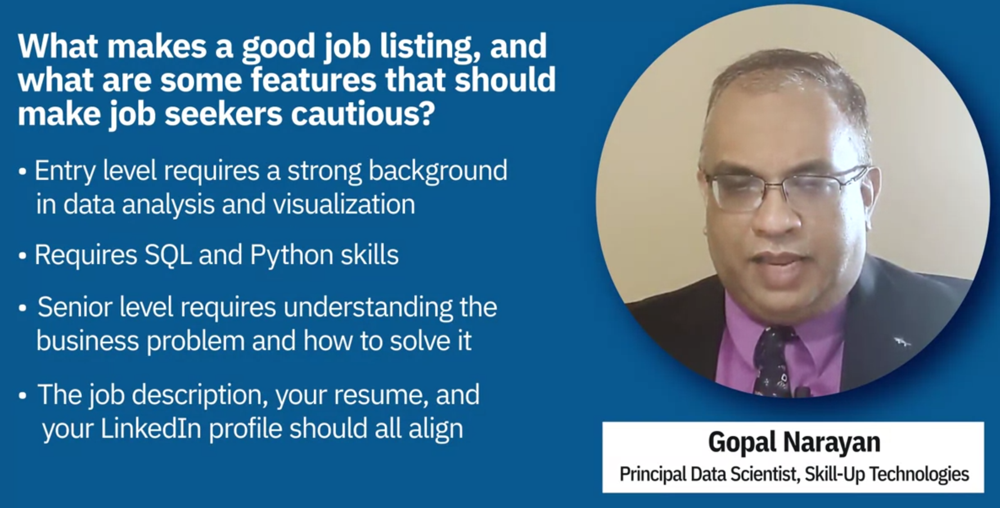 What makes a good job listing, and
what are some features that should
make job seekers cautious?
• Entry level requires a strong background
in data analysis and visualization
• Requires SQL and Python skills
• Senior level requires understanding the
business problem and how to solve it
• The job description, your resume, and
your LinkedIn profile should all align
Gopal Narayan
Principal Data Scientist, Skill-Up Technologies